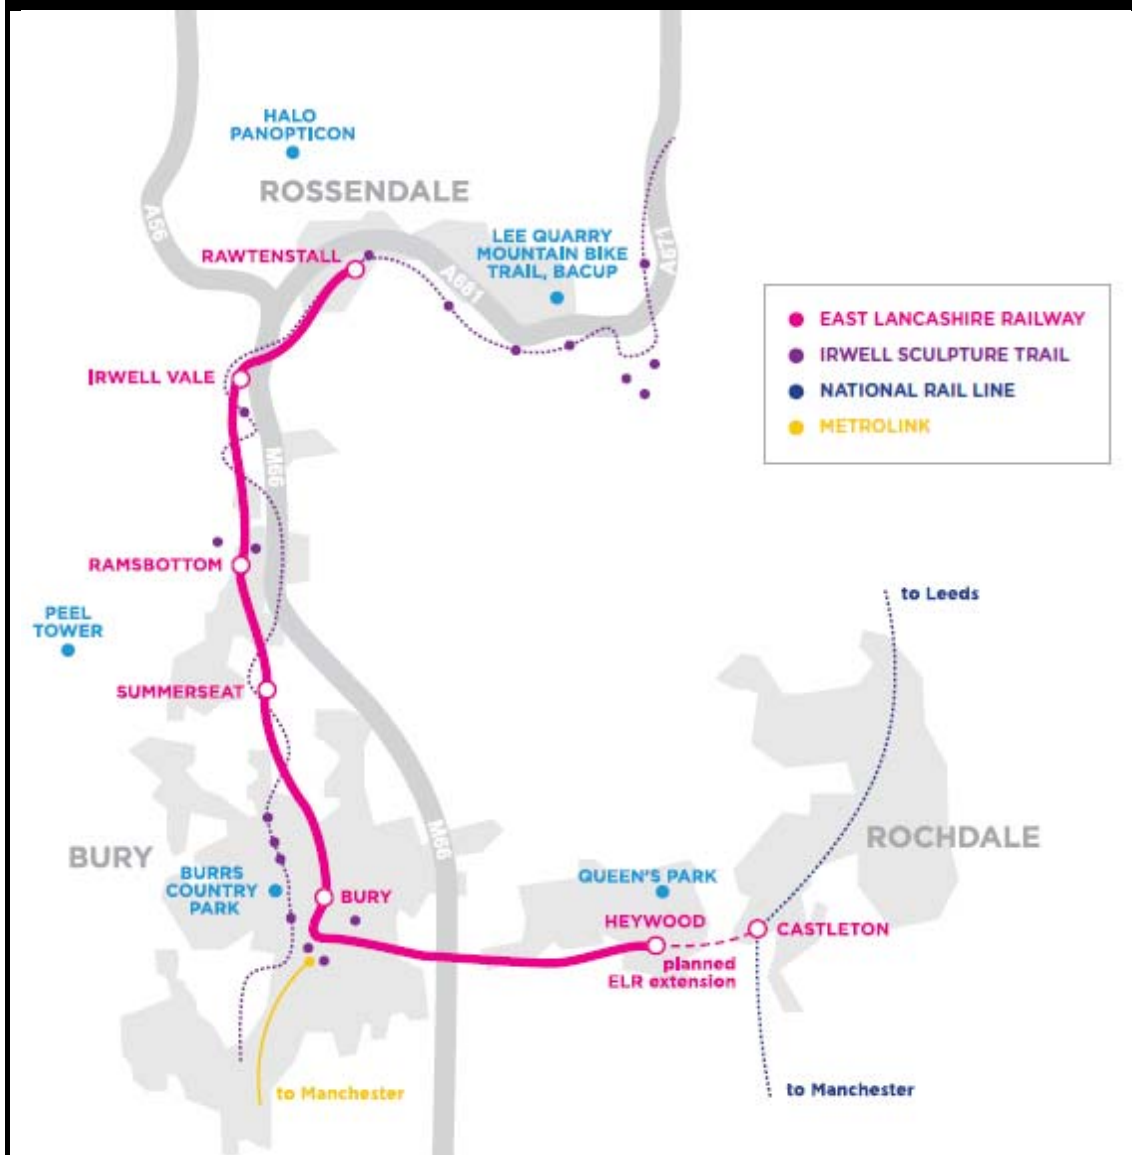 HALO
PANOPTICON
ROSSENDALE
A56
RAWTENSTALL
A681
LEE QUARRY
MOUNTAIN BIKE
TRAIL, BACUP
A671
EAST LANCASHIRE RAILWAY
IRWELL SCULPTURE TRAIL
NATIONAL RAIL LINE
METROLINK
IRWELL VALE
M66
RAMSBOTTOM
PEEL
TOWER
to Leeds
SUMMERSEAT
M66
BURY
ROCHDALE
BURRS
COUNTRY
PARK
BURY
QUEEN'S PARK
HEYWOOD
CASTLETON
planned
ELR extension
to Manchester
to Manchester